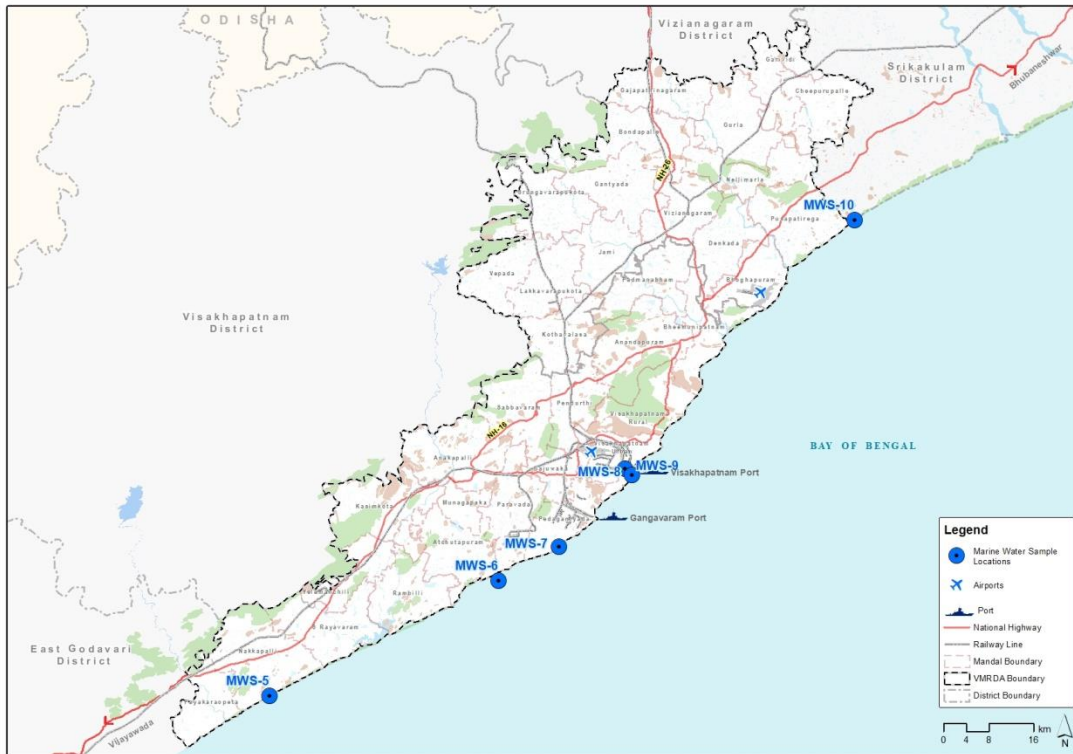 ODISHA
Vizianagaram
District
Srikakulam
District
Bhubaneshwar
Garividi
Gajapathinagaram
Cheepurupalle
Gurla
Bondapalle
NH-26
Nellimarla
Gantyada
Srungavarapukota
MWS-10
Vizianagaram
Pusapatirega
Denkada
Jami
Vepada
Padmanabham
Bhoghapuram
Lakkavarapukota
Visakhapatnam
District
Bheemunipatnam
Kothavalasa
Anandapuram
Sabbavaram
Pendurthi
Visakhapatnam
Rural
NH-16
BAY OF BENGAL
Anakapalli
Gajuwaka
MWS-8
MWS-9
Visakhapatnam Port
Kasimkota
Munagapaka
Paravada
Gangavaram Port
Pedagantyada
Atchutapuram
MWS-7
MWS-6
Rambilli
S Rayavaram
East Godavari
District
Nakkapalli
MWS-5
Payakaraopeta
Vijayawada
Legend
Marine Water Sample
Locations
Airports
Port
National Highway
Railway Line
Mandal Boundary
VMRDA Boundary
District Boundary
0 4 8 16 km
N